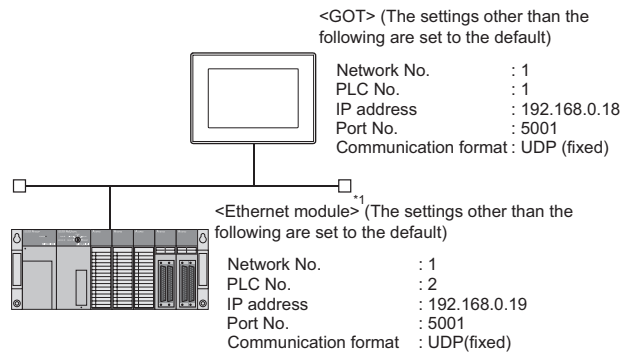 <GOT> (The settings other than the
following are set to the default)
Network No. : 1
PLC No. : 1
IP address : 192.168.0.18
Port No. : 5001
Communication format : UDP (fixed)
<Ethernet module>*1 (The settings other than the
following are set to the default)
Network No. : 1
PLC No. : 2
IP address : 192.168.0.19
Port No. : 5001
Communication format : UDP(fixed)